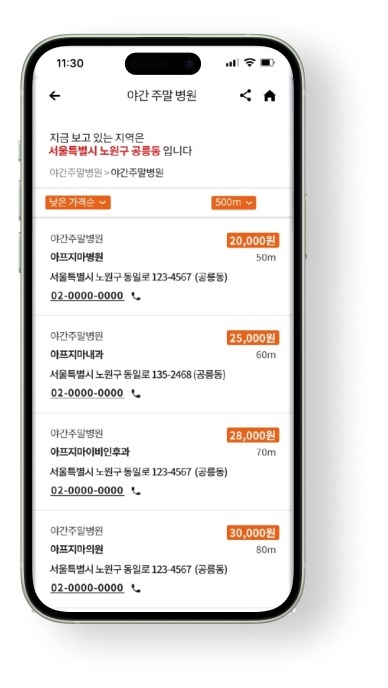 11:30
야간 주말 병원
지금 보고 있는 지역은
서울특별시 노원구 공릉동 입니다
야간주말병원 > 야간주말병원
낮은 가격순
500m
야간주말병원
20,000원
아프지마병원
50m
서울특별시 노원구 동일로 123-4567 (공릉동)
02-0000-0000
야간주말병원
25,000원
아프지마내과
60m
서울특별시 노원구 동일로 135-2468 (공릉동)
02-0000-0000
야간주말병원
28,000원
아프지마이비인후과
70m
서울특별시 노원구 동일로 123-4567 (공릉동)
02-0000-0000
야간주말병원
30,000원
아프지마의원
80m
서울특별시 노원구 동일로 123-4567 (공릉동)
02-0000-0000